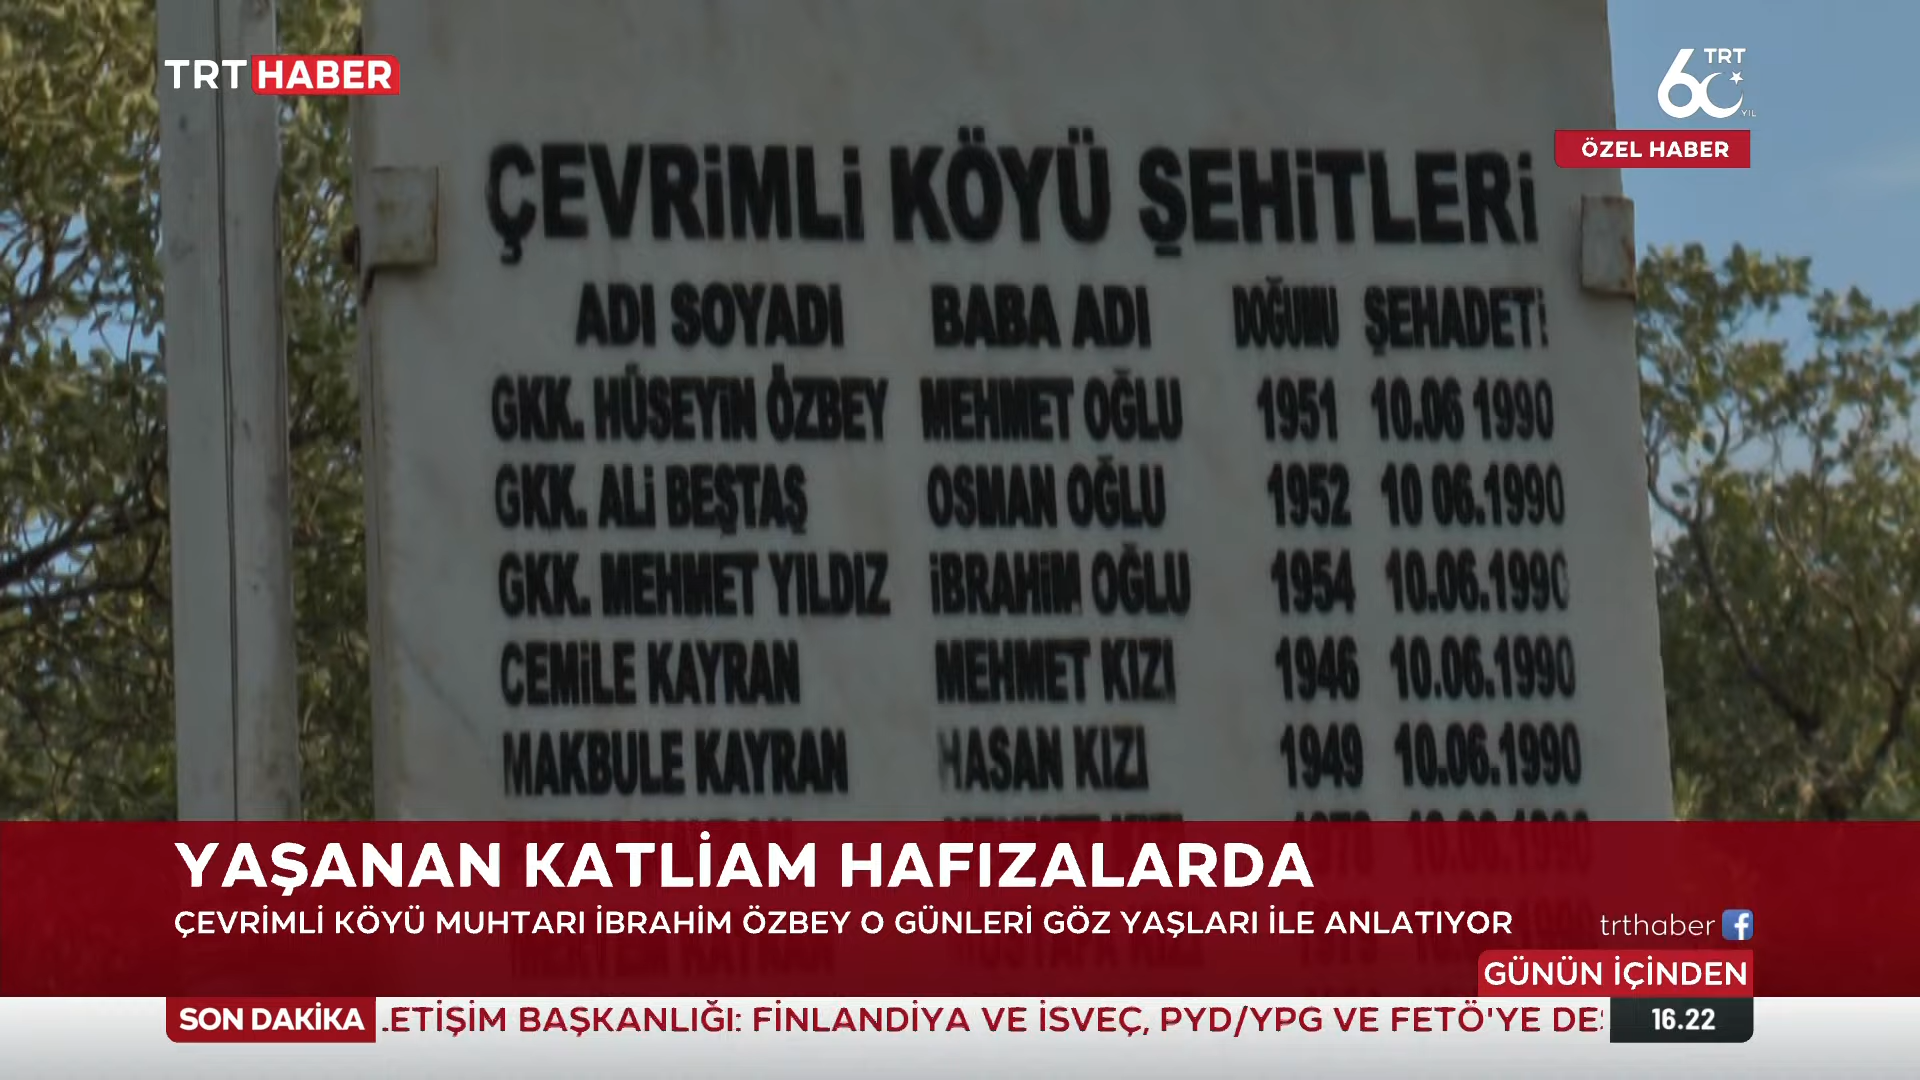 TRT HABER
60 TRT YIL
ÖZEL HABER
ÇEVRİMLİ KÖYÜ ŞEHİTLERİ
ADI SOYADI BABA ADI DOĞUMU ŞEHADETİ
GKK. HÜSEYİN ÖZBEY MEHMET OĞLU 1951 10.06 1990
GKK. ALİ BEŞTAŞ OSMAN OĞLU 1952 10 06.1990
GKK. MEHMET YILDIZ İBRAHİM OĞLU 1954 10.06.1990
CEMİLE KAYRAN MEHMET KIZI 1946 10.06.1990
MAKBULE KAYRAN HASAN KIZI 1949 10.06.1990
YAŞANAN KATLİAM HAFIZALARDA
ÇEVRİMLİ KÖYÜ MUHTARI İBRAHİM ÖZBEY O GÜNLERİ GÖZ YAŞLARI İLE ANLATIYOR
trthaber
GÜNÜN İÇİNDEN
SON DAKİKA .ETİŞİM BAŞKANLIĞI: FİNLANDİYA VE İSVEÇ, PYD/YPG VE FETÖ'YE DES 16.22